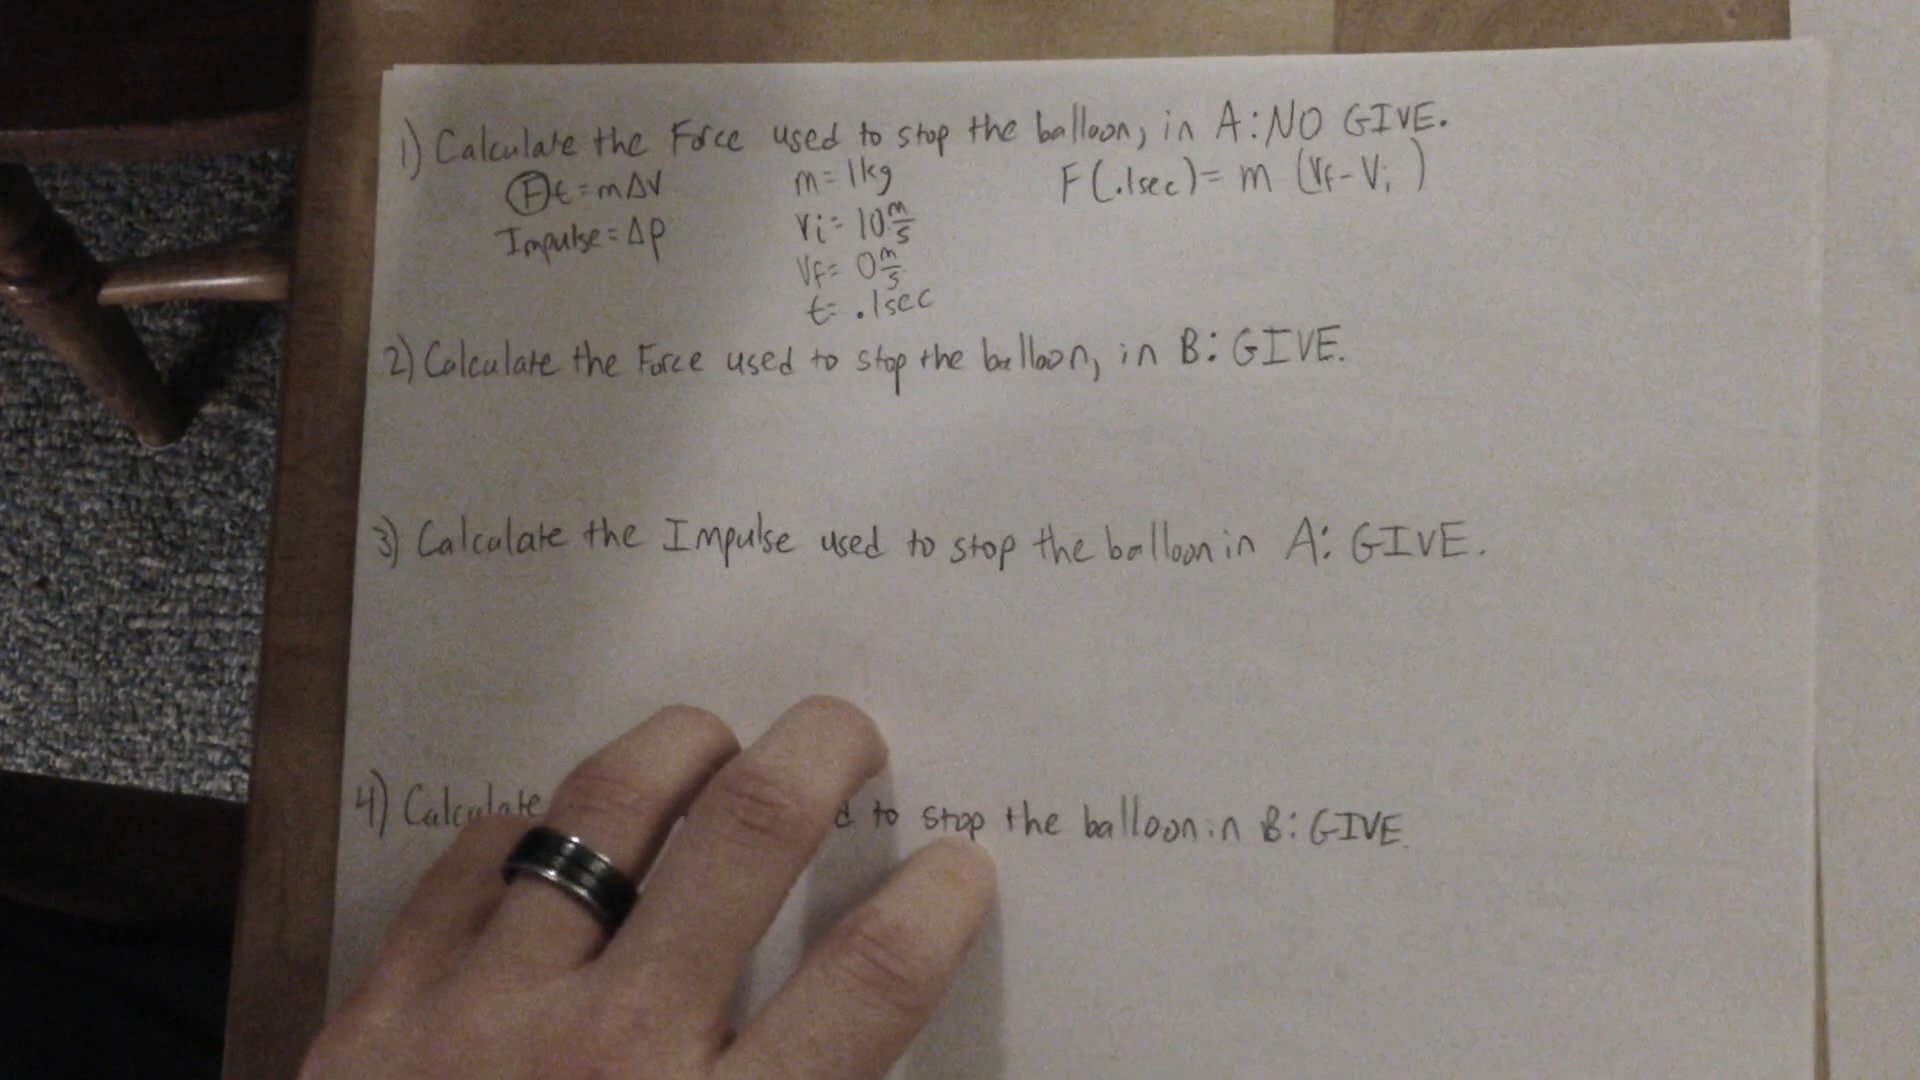 1) Calculate the Force used to stop the balloon, in A: NO GIVE.
Ft = mΔV
Impulse = Δp
m = 1kg
Vi = 10 m/s
Vf = 0 m/s
t = .1sec
F(.1sec) = m (Vf - Vi )
2) Calculate the Force used to stop the balloon, in B: GIVE.
3) Calculate the Impulse used to stop the balloon in A: GIVE.
4) Calculate d to stop the balloon in B: GIVE.